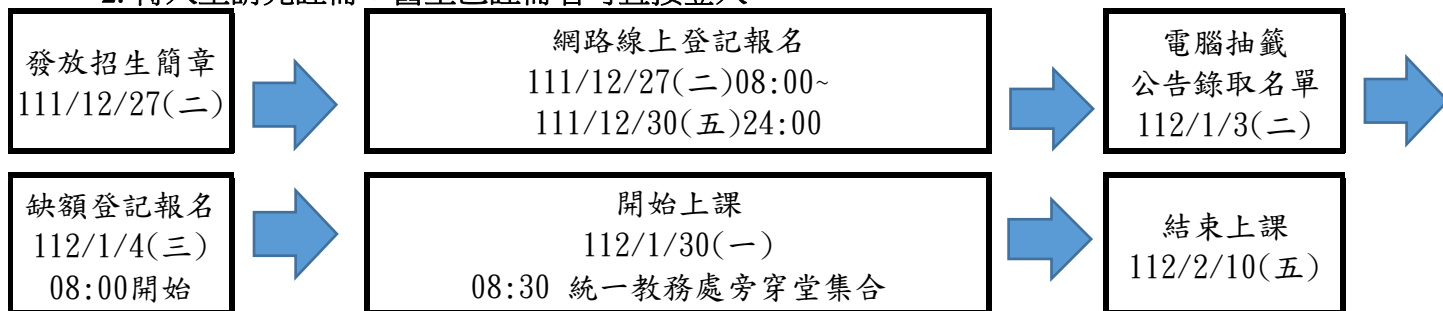 發放招生簡章
111/12/27(二)
網路線上登記報名
111/12/27(二)08:00~
111/12/30(五)24:00
電腦抽籤
公告錄取名單
112/1/3(二)
缺額登記報名
112/1/4(三)
08:00開始
開始上課
112/1/30(一)
08:30 統一教務處旁穿堂集合
結束上課
112/2/10(五)